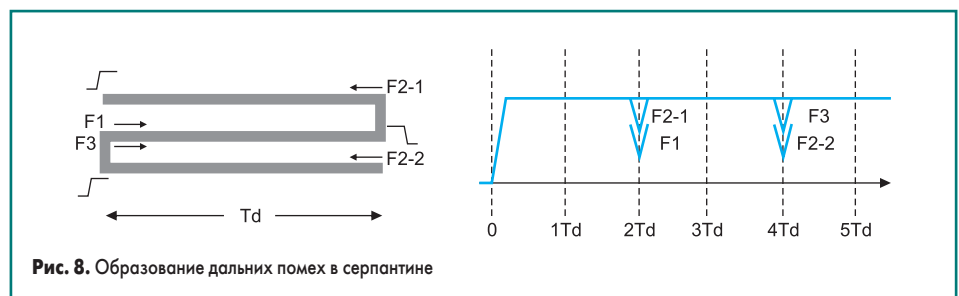 F2-1
F1
F3
F2-2
Td
F2-1
F1
F3
F2-2
0 1Td 2Td 3Td 4Td 5Td
Рис. 8. Образование дальних помех в серпантине